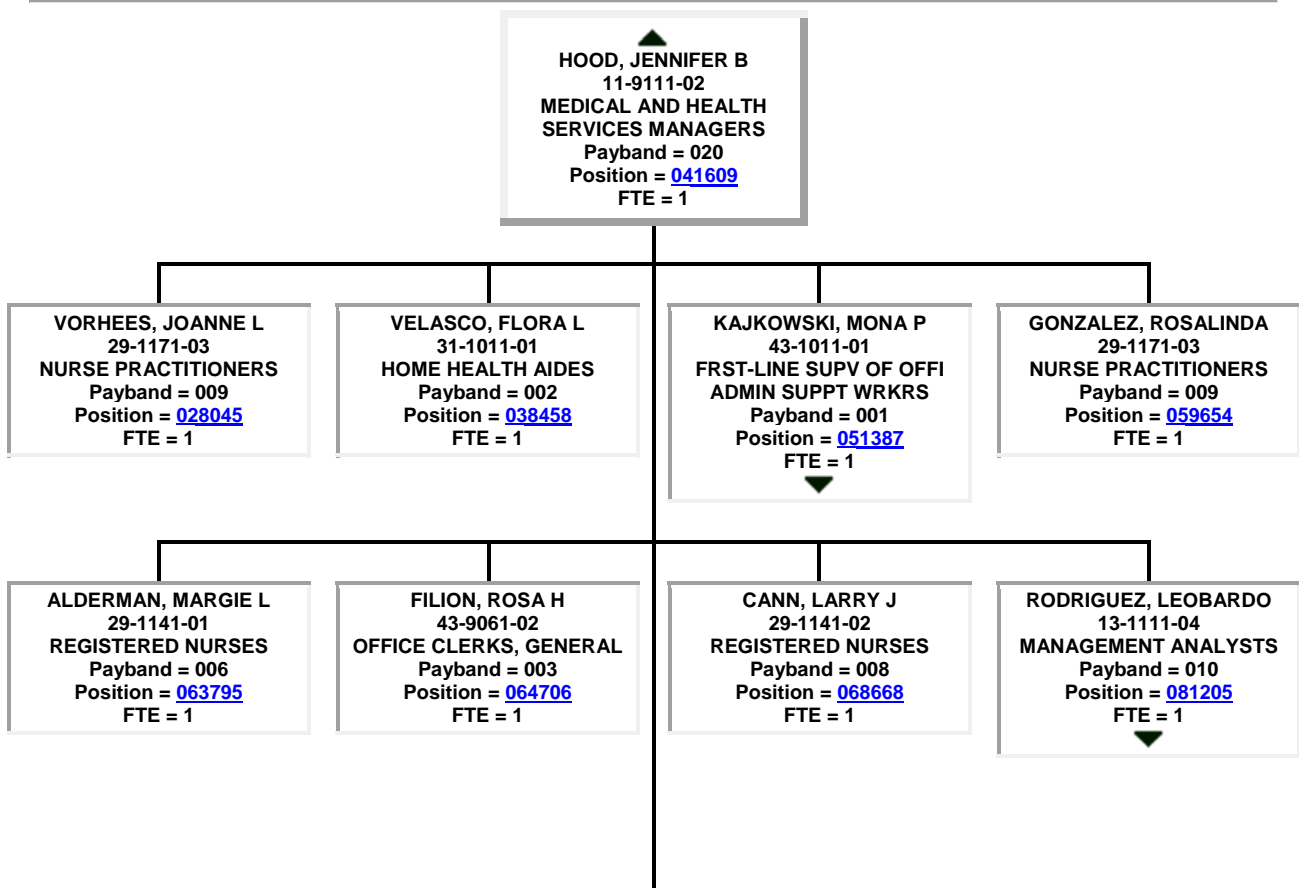 HOOD, JENNIFER B
11-9111-02
MEDICAL AND HEALTH
SERVICES MANAGERS
Payband = 020
Position = 041609
FTE = 1
VORHEES, JOANNE L
29-1171-03
NURSE PRACTITIONERS
Payband = 009
Position = 028045
FTE = 1
VELASCO, FLORA L
31-1011-01
HOME HEALTH AIDES
Payband = 002
Position = 038458
FTE = 1
KAJKOWSKI, MONA P
43-1011-01
FRST-LINE SUPV OF OFFI
ADMIN SUPPT WRKRS
Payband = 001
Position = 051387
FTE = 1
GONZALEZ, ROSALINDA
29-1171-03
NURSE PRACTITIONERS
Payband = 009
Position = 059654
FTE = 1
ALDERMAN, MARGIE L
29-1141-01
REGISTERED NURSES
Payband = 006
Position = 063795
FTE = 1
FILION, ROSA H
43-9061-02
OFFICE CLERKS, GENERAL
Payband = 003
Position = 064706
FTE = 1
CANN, LARRY J
29-1141-02
REGISTERED NURSES
Payband = 008
Position = 068668
FTE = 1
RODRIGUEZ, LEOBARDO
13-1111-04
MANAGEMENT ANALYSTS
Payband = 010
Position = 081205
FTE = 1